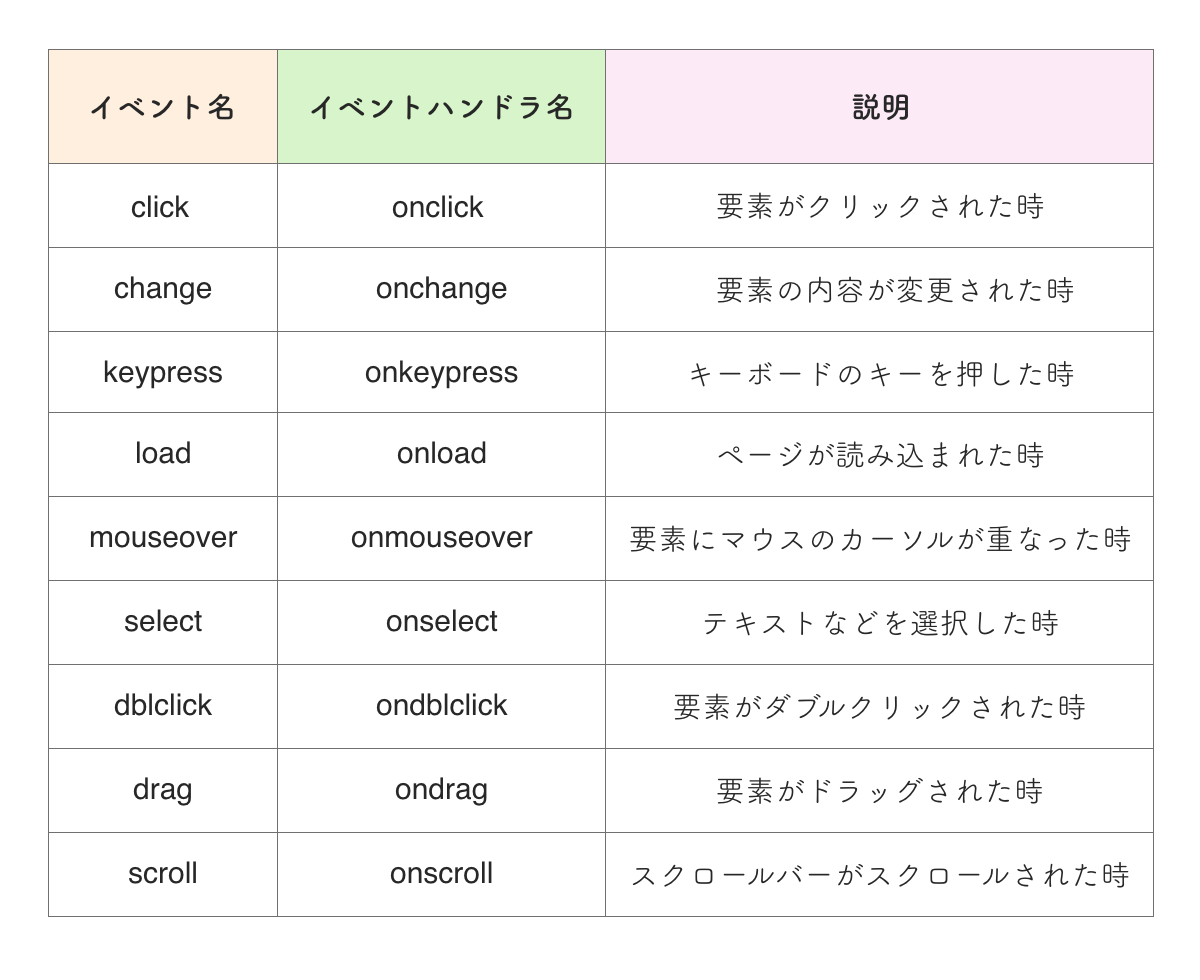 イベント名 イベントハンドラ名 説明
click onclick 要素がクリックされた時
change onchange 要素の内容が変更された時
keypress onkeypress キーボードのキーを押した時
load onload ページが読み込まれた時
mouseover onmouseover 要素にマウスのカーソルが重なった時
select onselect テキストなどを選択した時
dblclick ondblclick 要素がダブルクリックされた時
drag ondrag 要素がドラッグされた時
scroll onscroll スクロールバーがスクロールされた時